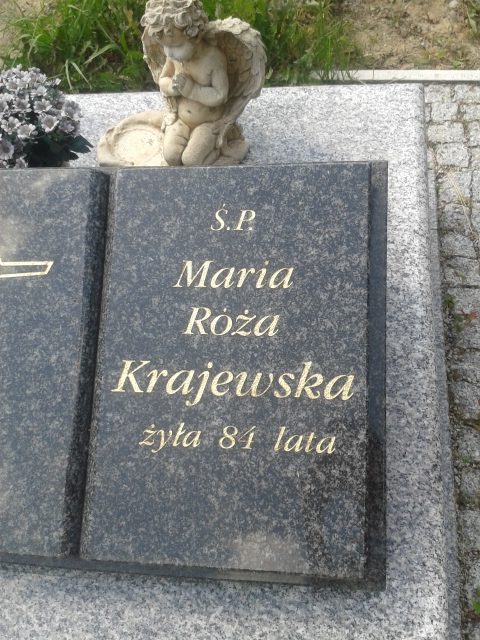 Ś.P.
Maria
Róża
Krajewska
żyła 84 lata